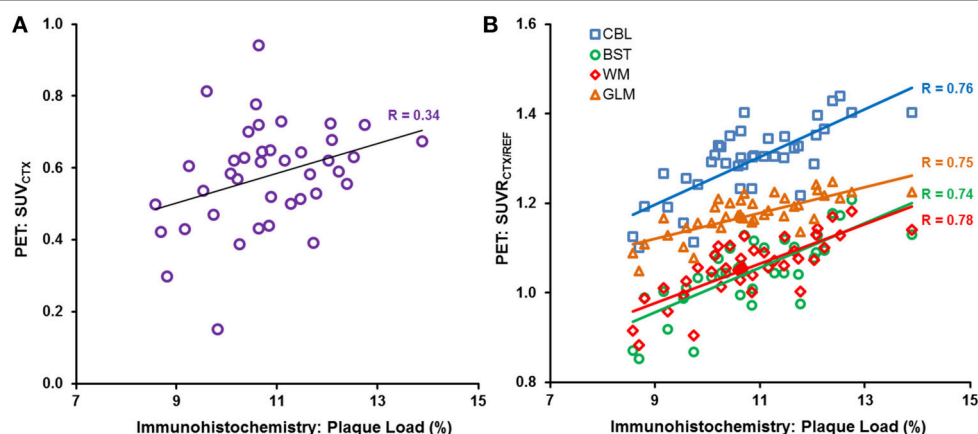 A
PET: SUVCTX
1.0
0.8
0.6
0.4
0.2
0.0
R = 0.34
7 9 11 13 15
Immunohistochemistry: Plaque Load (%)
B
PET: SUVRCTX/REF
1.6
1.4
1.2
1.0
0.8
CBL
BST
WM
GLM
R = 0.76
R = 0.75
R = 0.74
R = 0.78
7 9 11 13 15
Immunohistochemistry: Plaque Load (%)